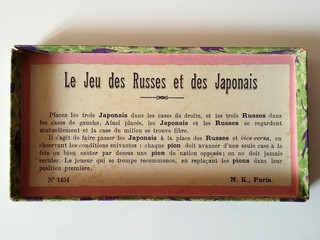 Le Jeu des Russes et des Japonais
Placez les trois Japonais dans les cases de droite, et les trois Russes dans
les cases de gauche. Ainsi placés, les Japonais et les Russes se regardent
mutuellement et la case du milieu se trouve libre.
Il s'agit de faire passer les Japonais à la place des Russes et vice-versa, en
observant les conditions suivantes : chaque pion doit avancer d'une seule case à la
fois ou bien sauter par dessus une pion de nation opposée; on ne doit jamais
reculer. Le joueur qui se trompe recommence, en replaçant les pions dans leur
position première.
N° 1454
N. K., Paris.